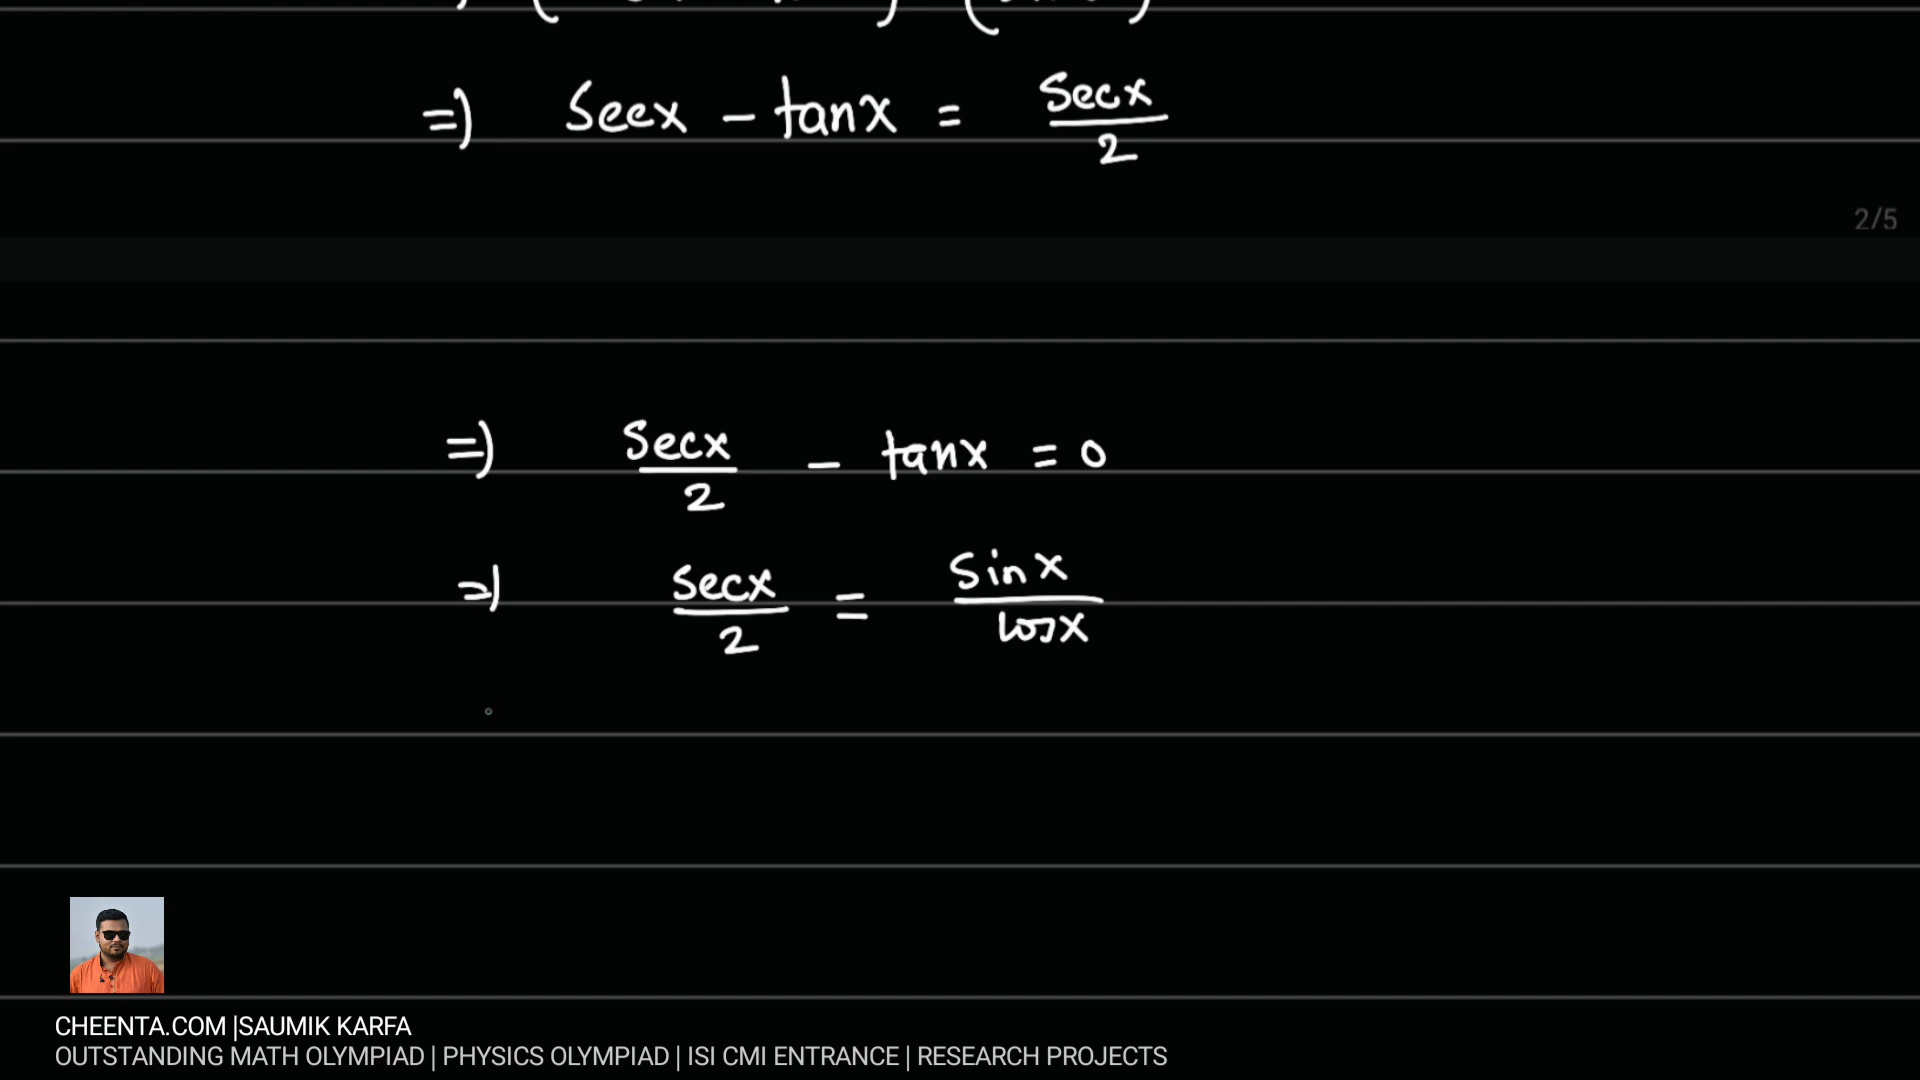 =) Secx - tanx = Secx/2
2/5
=) Secx/2 - tanx = 0
=) Secx/2 = Sinx/cosx
CHEENTA.COM |SAUMIK KARFA
OUTSTANDING MATH OLYMPIAD | PHYSICS OLYMPIAD | ISI CMI ENTRANCE | RESEARCH PROJECTS